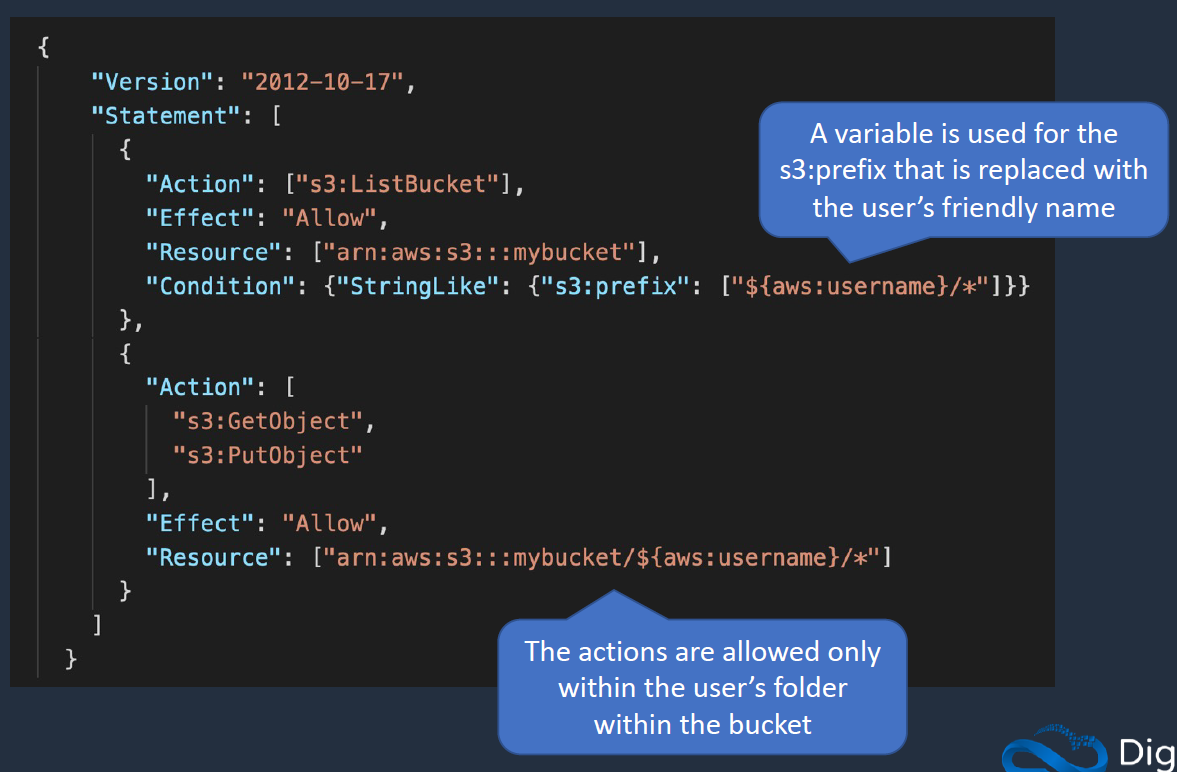 {
"Version": "2012-10-17",
"Statement": [
{
"Action": ["s3:ListBucket"],
"Effect": "Allow",
"Resource": ["arn:aws:s3:::mybucket"],
"Condition": {"StringLike": {"s3:prefix": ["${aws:username}/*"]}}
},
{
"Action": [
"s3:GetObject",
"s3:PutObject"
],
"Effect": "Allow",
"Resource": ["arn:aws:s3:::mybucket/${aws:username}/*"]
}
]
}
A variable is used for the
s3:prefix that is replaced with
the user’s friendly name
The actions are allowed only
within the user’s folder
within the bucket
Dig